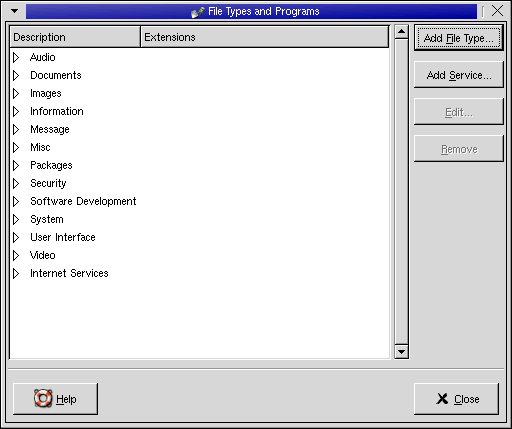 File Types and Programs
Description Extensions
Audio
Documents
Images
Information
Message
Misc
Packages
Security
Software Development
System
User Interface
Video
Internet Services
Add File Type...
Add Service...
Edit...
Remove
Help
Close